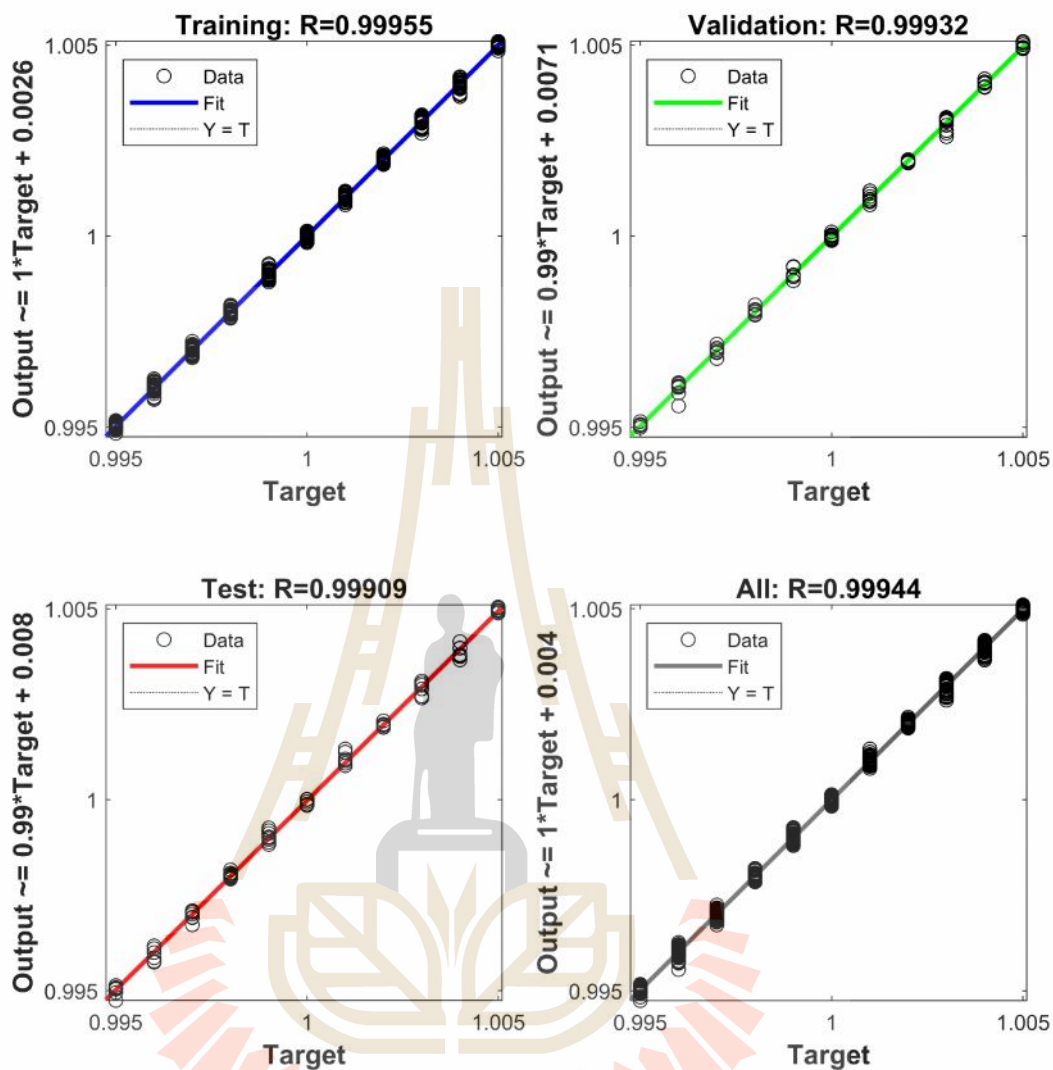 Training: R=0.99955
Output ~= 1*Target + 0.0026
1.005
1
0.995
Data
Fit
Y = T
0.995
1
1.005
Target
Validation: R=0.99932
Output ~= 0.99*Target + 0.0071
1.005
1
0.995
Data
Fit
Y = T
0.995
1
1.005
Target
Test: R=0.99909
Output ~= 0.99*Target + 0.008
1.005
1
0.995
Data
Fit
Y = T
0.995
1
1.005
Target
All: R=0.99944
Output ~= 1*Target + 0.004
1.005
1
0.995
Data
Fit
Y = T
0.995
1
1.005
Target